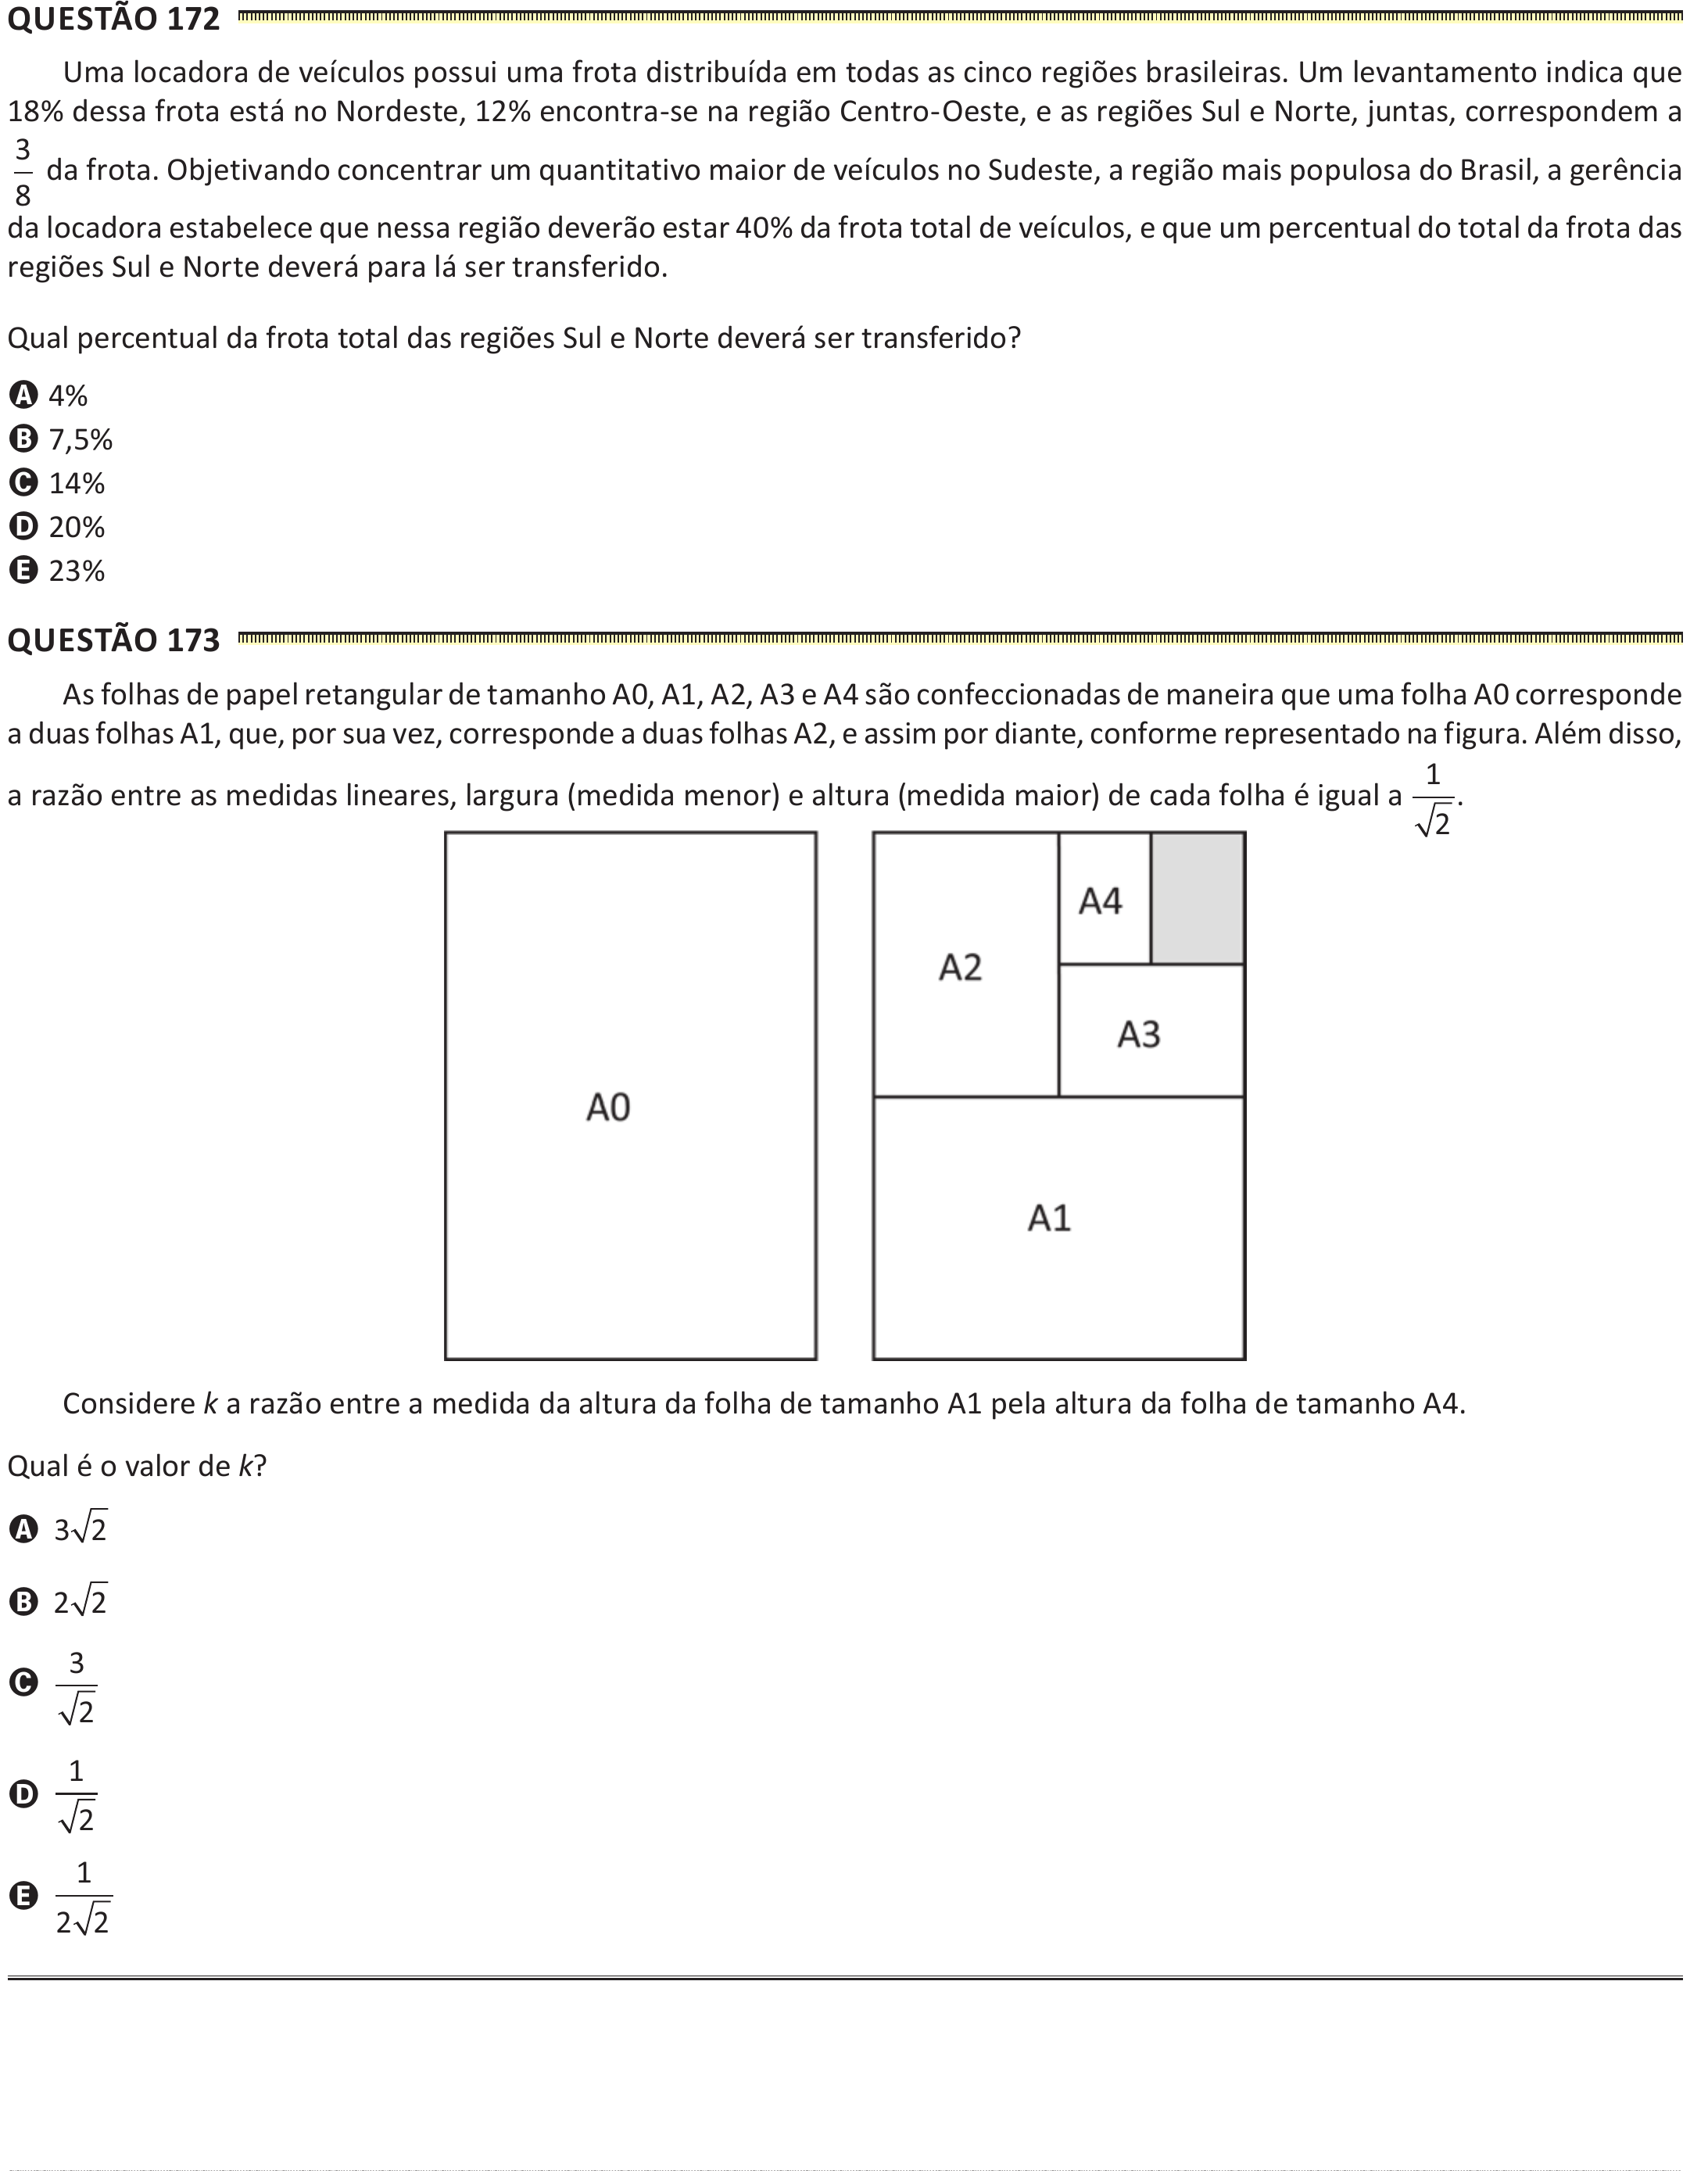 QUESTÃO 172
Uma locadora de veículos possui uma frota distribuída em todas as cinco regiões brasileiras. Um levantamento indica que
18% dessa frota está no Nordeste, 12% encontra-se na região Centro-Oeste, e as regiões Sul e Norte, juntas, correspondem a
3/8 da frota. Objetivando concentrar um quantitativo maior de veículos no Sudeste, a região mais populosa do Brasil, a gerência
da locadora estabelece que nessa região deverão estar 40% da frota total de veículos, e que um percentual do total da frota das
regiões Sul e Norte deverá para lá ser transferido.
Qual percentual da frota total das regiões Sul e Norte deverá ser transferido?
A 4%
B 7,5%
C 14%
D 20%
E 23%
QUESTÃO 173
As folhas de papel retangular de tamanho A0, A1, A2, A3 e A4 são confeccionadas de maneira que uma folha A0 corresponde
a duas folhas A1, que, por sua vez, corresponde a duas folhas A2, e assim por diante, conforme representado na figura. Além disso,
a razão entre as medidas lineares, largura (medida menor) e altura (medida maior) de cada folha é igual a 1/√2.
A0
A2
A4
A3
A1
Considere k a razão entre a medida da altura da folha de tamanho A1 pela altura da folha de tamanho A4.
Qual é o valor de k?
A 3√2
B 2√2
C 3/√2
D 1/√2
E 1/2√2